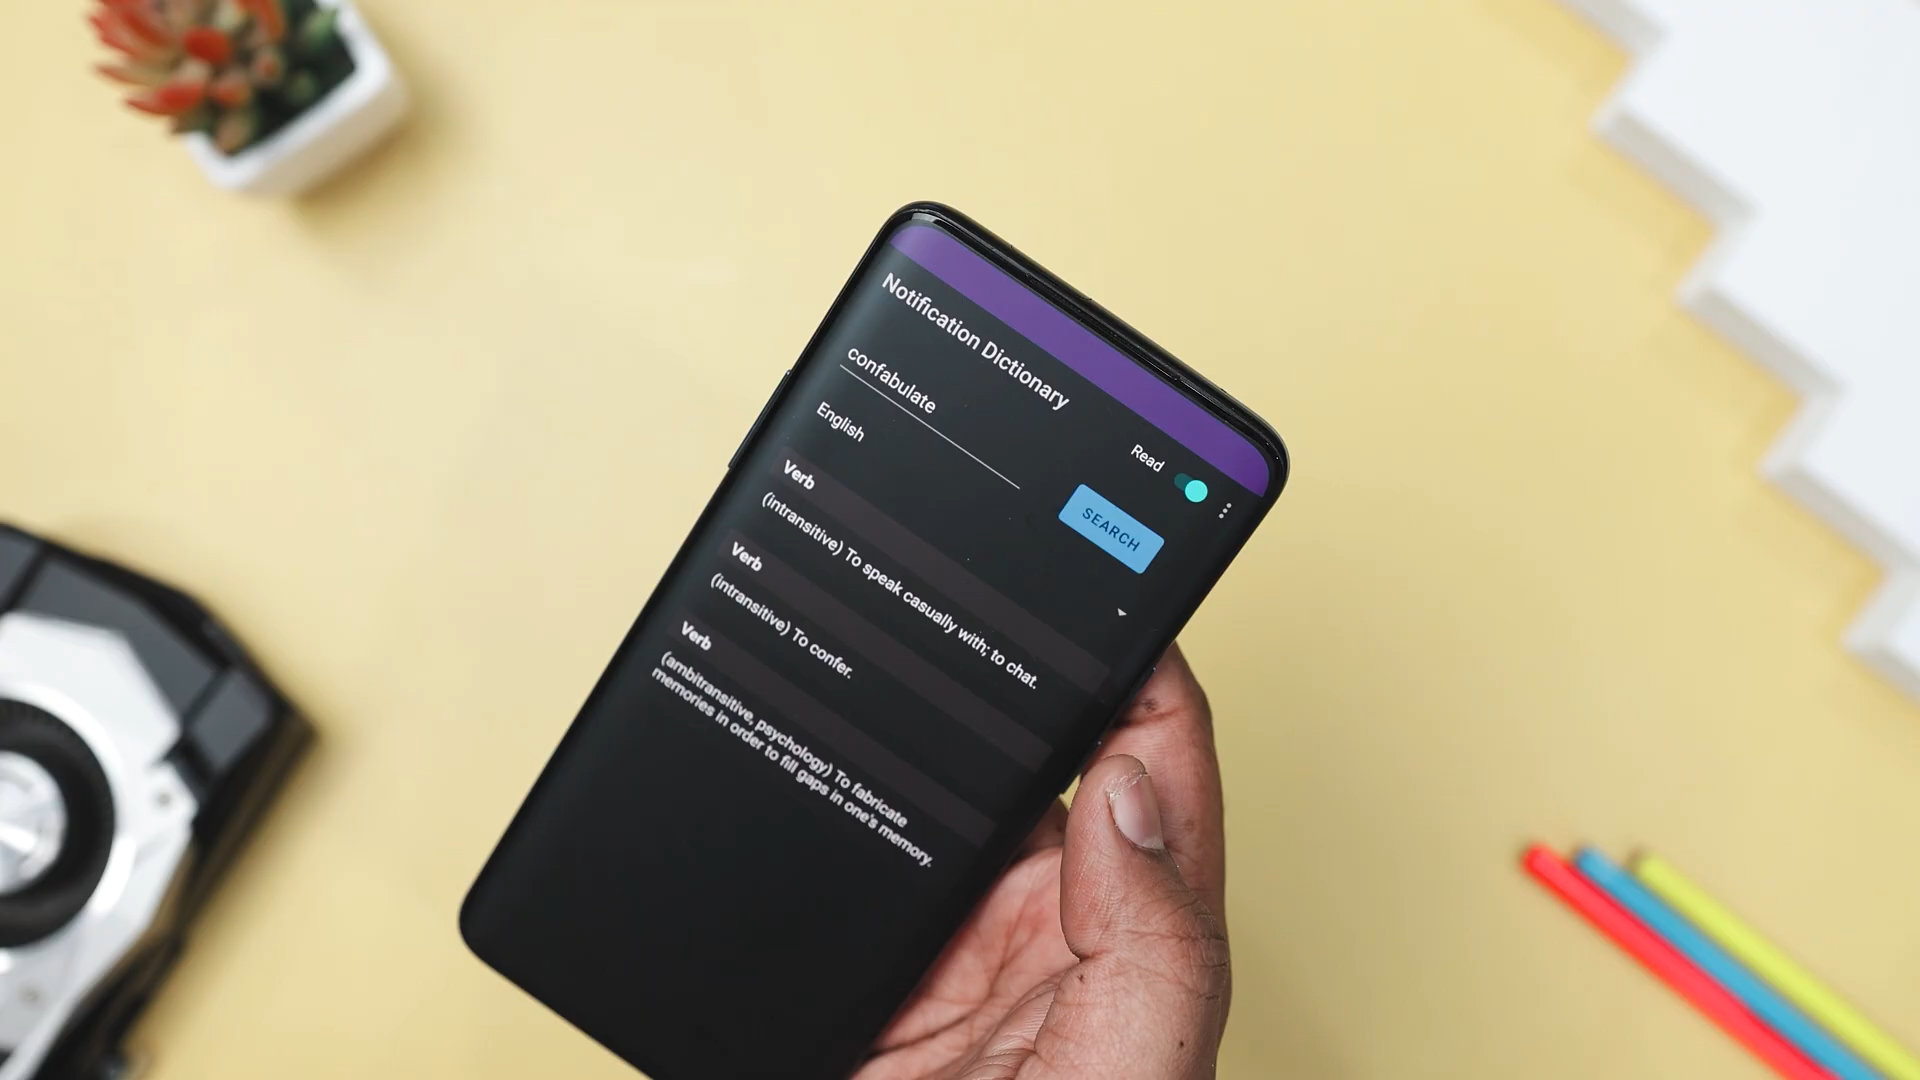 Notification Dictionary
Read
confabulate
SEARCH
English
Verb
(intransitive) To speak casually with; to chat.
Verb
(intransitive) To confer.
Verb
(ambitransitive, psychology) To fabricate
memories in order to fill gaps in one's memory.